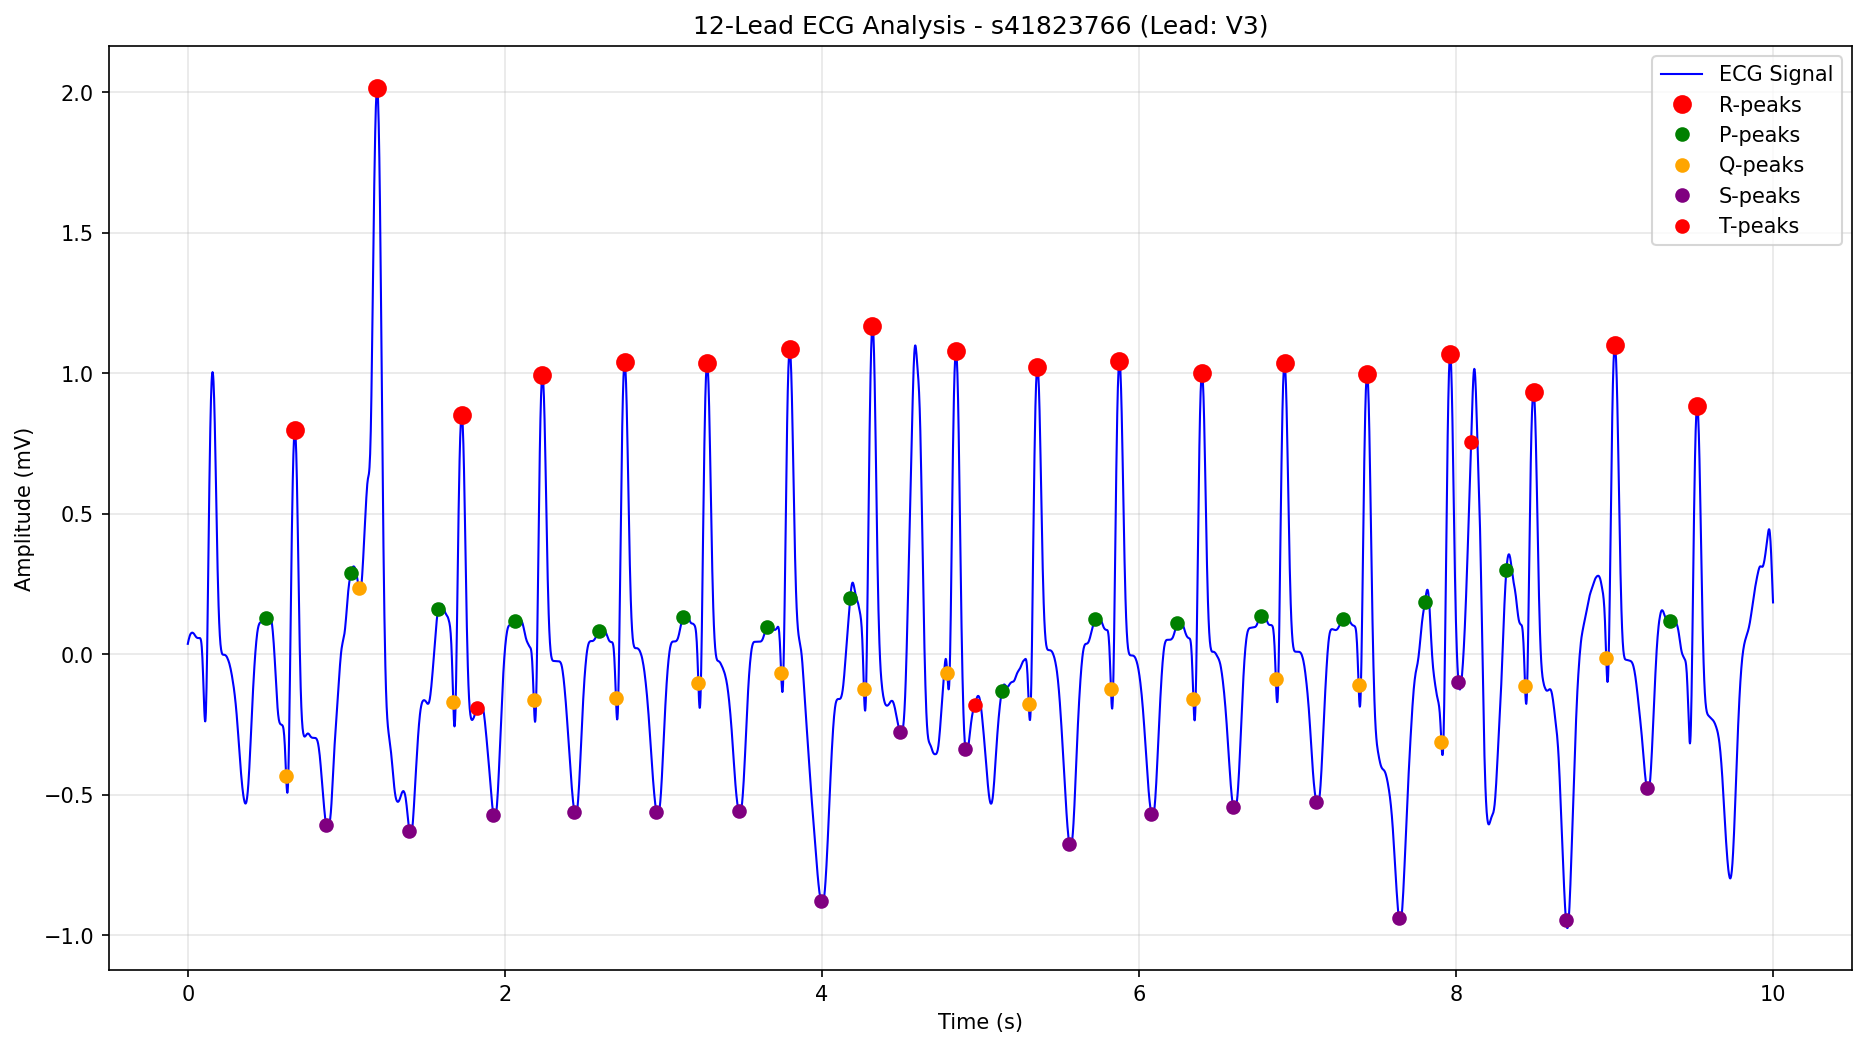 12-Lead ECG Analysis - s41823766 (Lead: V3)
ECG Signal
R-peaks
P-peaks
Q-peaks
S-peaks
T-peaks
Amplitude (mV)
2.0
1.5
1.0
0.5
0.0
−0.5
−1.0
0 2 4 6 8 10
Time (s)